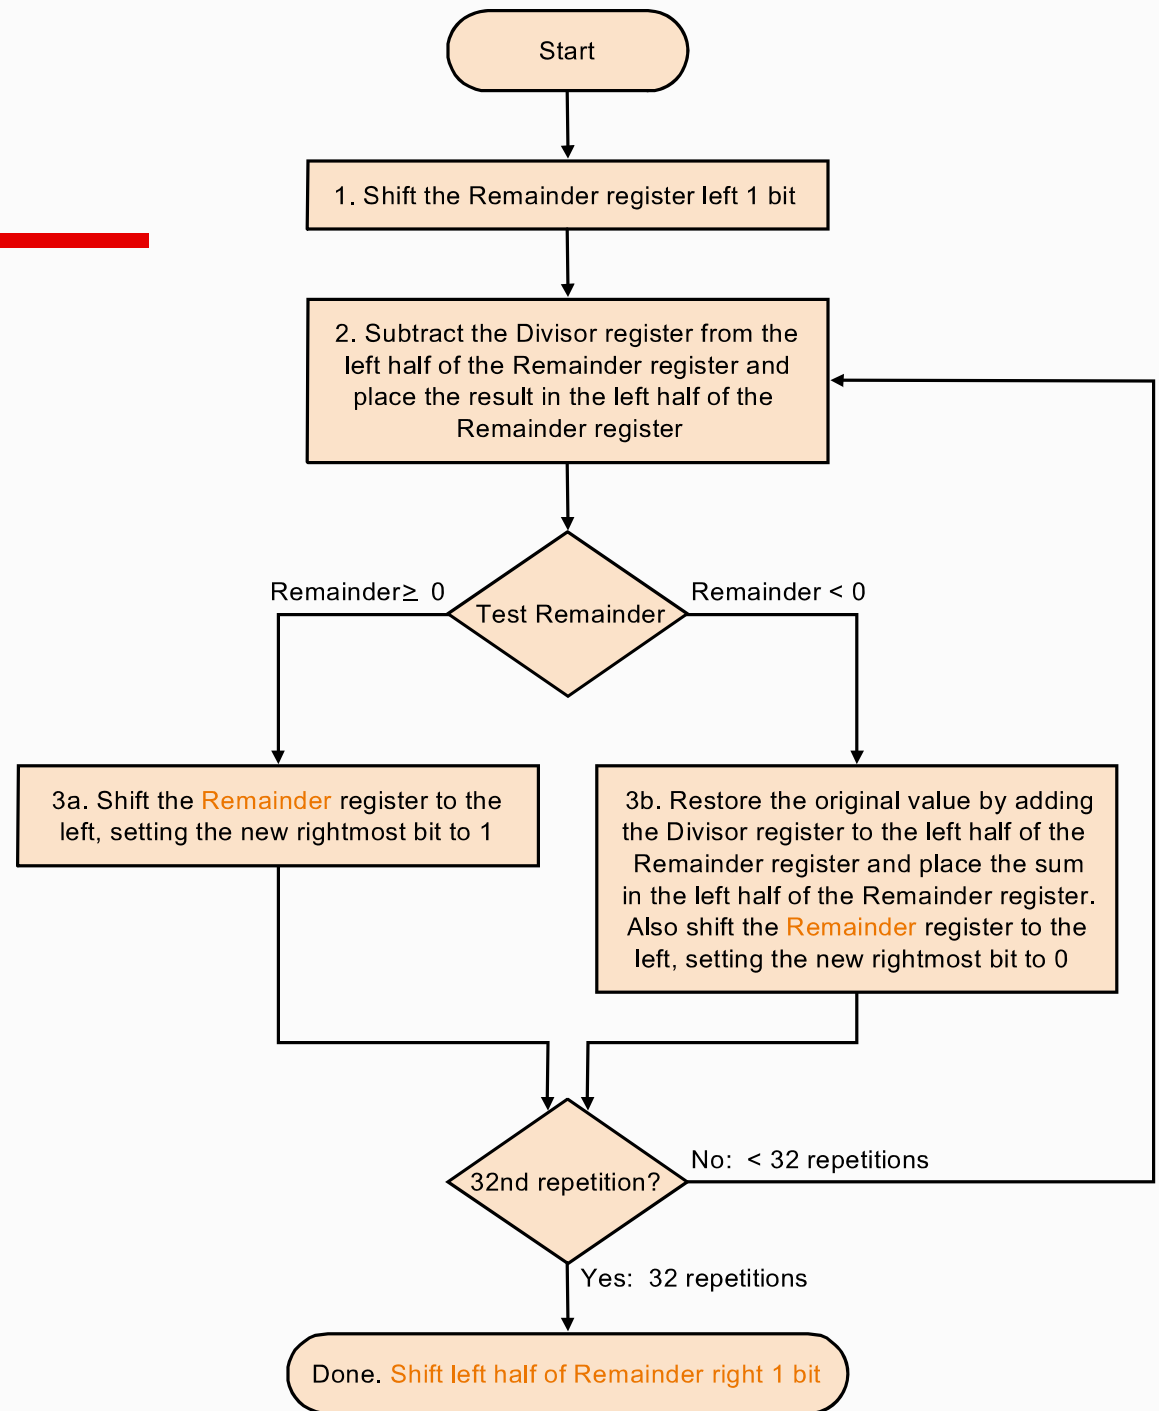 Start
1. Shift the Remainder register left 1 bit
2. Subtract the Divisor register from the
left half of the Remainder register and
place the result in the left half of the
Remainder register
Remainder ≥ 0
Test Remainder
Remainder < 0
3a. Shift the Remainder register to the
left, setting the new rightmost bit to 1
3b. Restore the original value by adding
the Divisor register to the left half of the
Remainder register and place the sum
in the left half of the Remainder register.
Also shift the Remainder register to the
left, setting the new rightmost bit to 0
32nd repetition?
No: < 32 repetitions
Yes: 32 repetitions
Done. Shift left half of Remainder right 1 bit